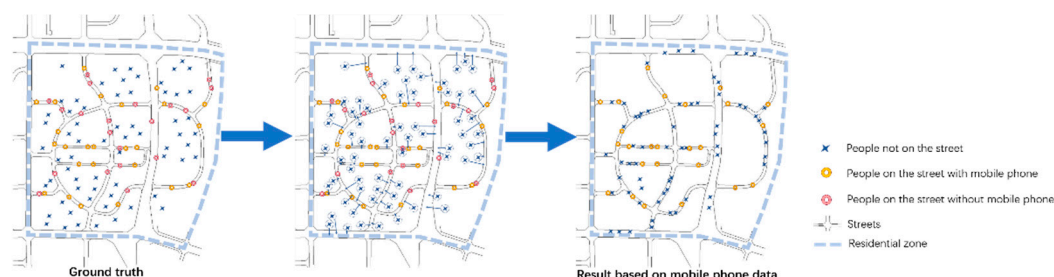 People not on the street
People on the street with mobile phone
People on the street without mobile phone
Streets
Residential zone
Ground truth
Result based on mobile phone data